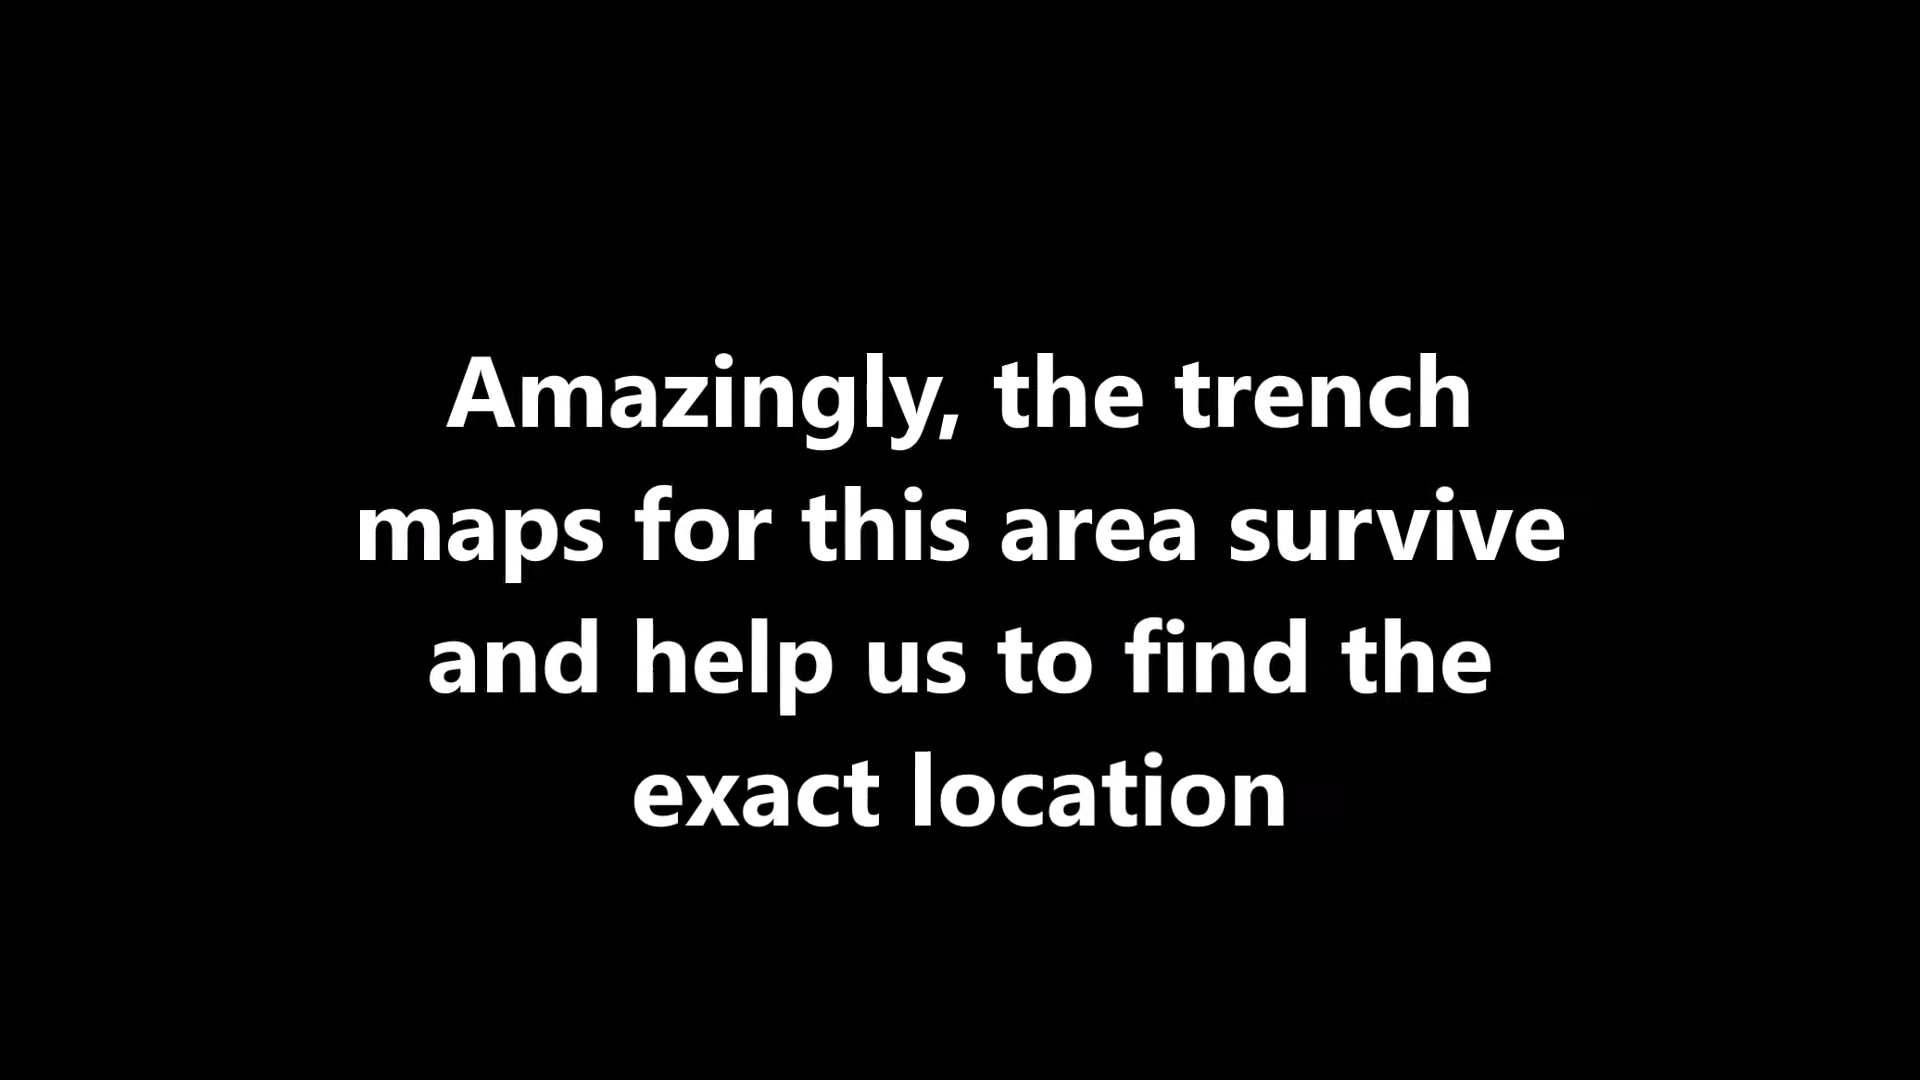 Amazingly, the trench
maps for this area survive
and help us to find the
exact location